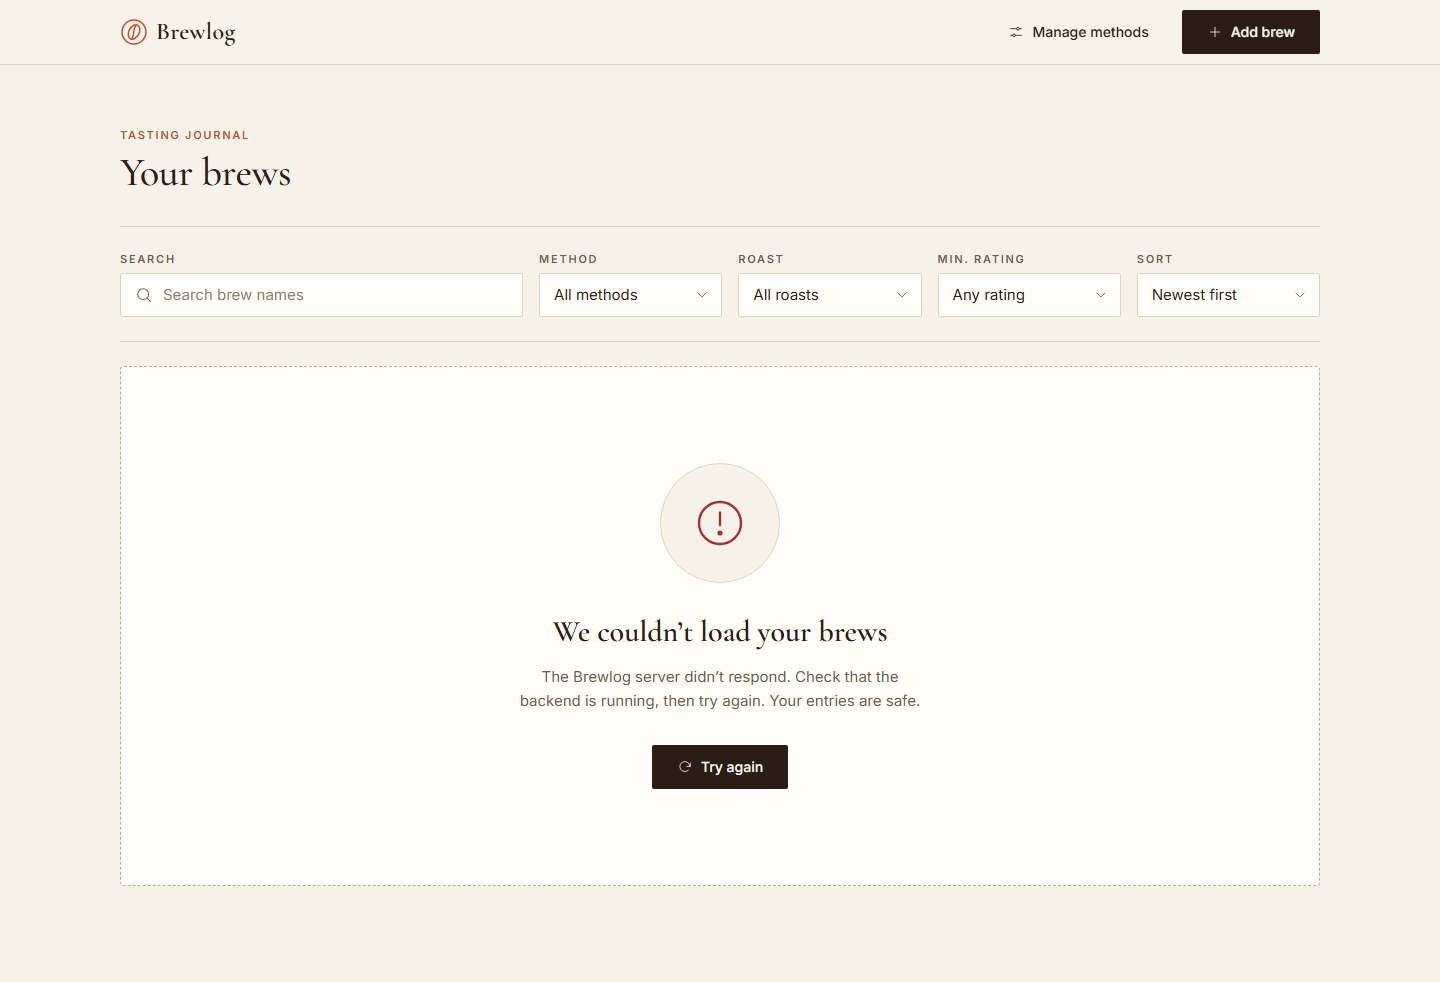 Brewlog
Manage methods
Add brew
TASTING JOURNAL
Your brews
SEARCH
METHOD
ROAST
MIN. RATING
SORT
Search brew names
All methods
All roasts
Any rating
Newest first
We couldn’t load your brews
The Brewlog server didn’t respond. Check that the
backend is running, then try again. Your entries are safe.
Try again